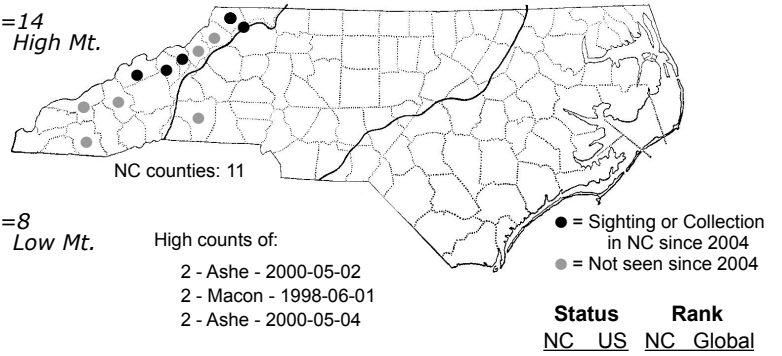 =14
High Mt.
NC counties: 11
=8
Low Mt.
High counts of:
2 - Ashe - 2000-05-02
2 - Macon - 1998-06-01
2 - Ashe - 2000-05-04
● = Sighting or Collection
in NC since 2004
● = Not seen since 2004
Status Rank
NC US NC Global